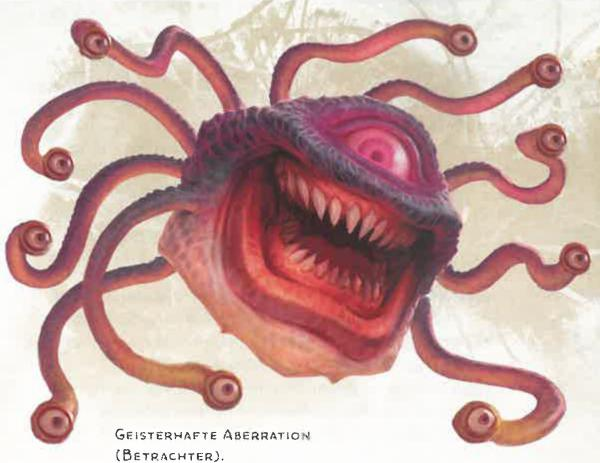 GEISTERHAFTE ABERRATION
(BETRACHTER).